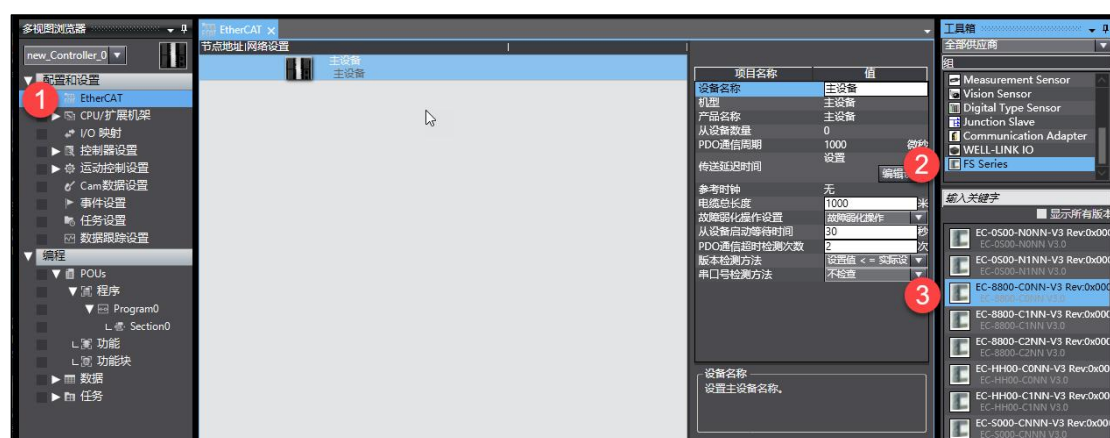 多视图浏览器
new_Controller_0
配置和设置
1
EtherCAT
CPU/扩展机架
I/O 映射
控制器设置
运动控制设置
Cam数据设置
事件设置
任务设置
数据跟踪设置
编程
POUs
程序
Program0
Section0
功能
功能块
数据
任务
EtherCAT
节点地址|网络设置
主设备
主设备
项目名称 值
设备名称 主设备
机型 主设备
产品名称 主设备
从设备数量 0
PDO通信周期 1000 微秒
传送延迟时间 设置
编辑
2
参考时钟 无
电缆总长度 1000 米
故障弱化操作设置 故障弱化操作
从设备启动等待时间 30 秒
PDO通信超时检测次数 2 次
版本检测方法 设置值 < = 实际设
串口号检测方法 不检查
3
设备名称
设置主设备名称。
工具箱
全部供应商
组
Measurement Sensor
Vision Sensor
Digital Type Sensor
Junction Slave
Communication Adapter
WELL-LINK IO
FS Series
输入关键字
显示所有版本
EC-0S00-N0NN-V3 Rev:0x000
EC-0S00-N0NN V3.0
EC-0S00-N1NN-V3 Rev:0x000
EC-0S00-N1NN V3.0
EC-8800-C0NN-V3 Rev:0x000
EC-8800-C0NN V3.0
EC-8800-C1NN-V3 Rev:0x000
EC-8800-C1NN V3.0
EC-8800-C2NN-V3 Rev:0x000
EC-8800-C2NN V3.0
EC-HH00-C0NN-V3 Rev:0x00
EC-HH00-C0NN V3.0
EC-HH00-C1NN-V3 Rev:0x00
EC-HH00-C1NN V3.0
EC-S000-CNNN-V3 Rev:0x00
EC-S000-CNNN V3.0